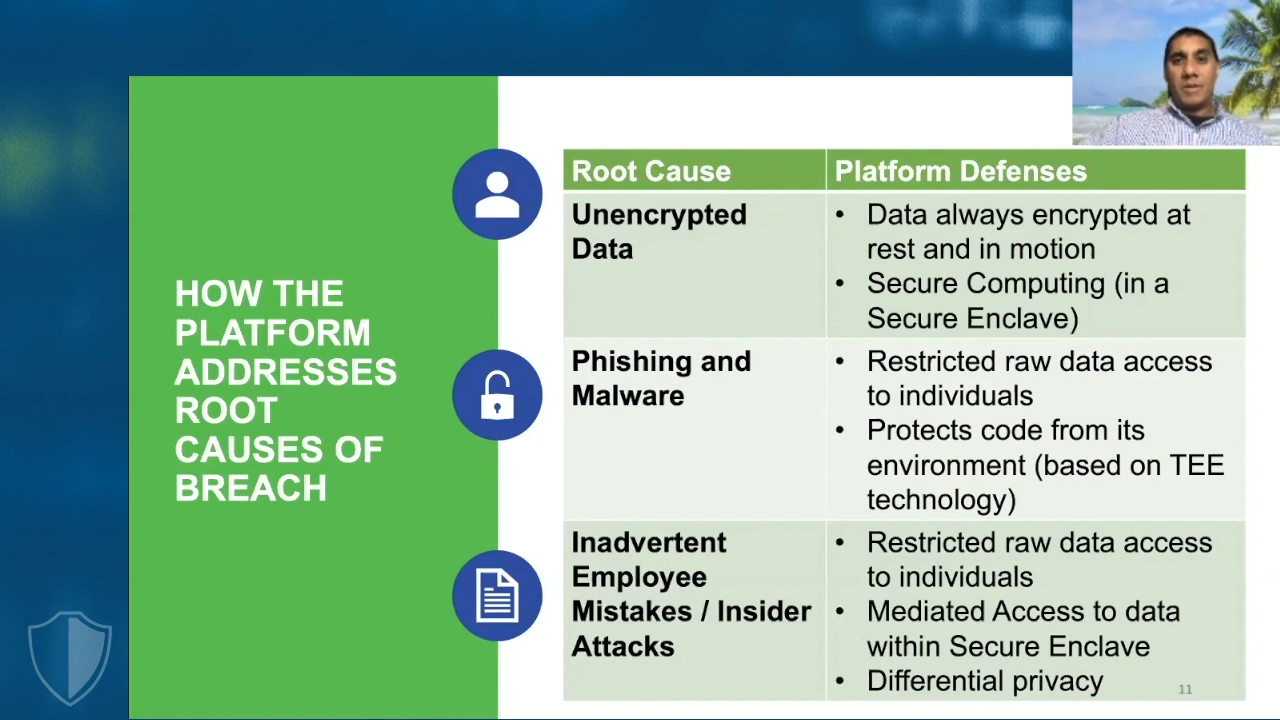 HOW THE
PLATFORM
ADDRESSES
ROOT
CAUSES OF
BREACH
Root Cause
Platform Defenses
Unencrypted
Data
• Data always encrypted at
rest and in motion
• Secure Computing (in a
Secure Enclave)
Phishing and
Malware
• Restricted raw data access
to individuals
• Protects code from its
environment (based on TEE
technology)
Inadvertent
Employee
Mistakes / Insider
Attacks
• Restricted raw data access
to individuals
• Mediated Access to data
within Secure Enclave
• Differential privacy
11